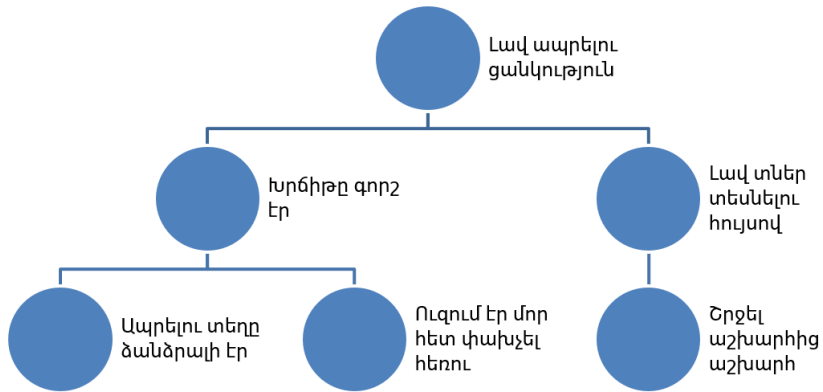 Լավ ապրելու
ցանկություն
Խրճիթը գորշ
էր
Լավ տներ
տեսնելու
հույսով
Ապրելու տեղը
ձանձրալի էր
Ուզում էր մոր
հետ փախչել
հեռու
Շրջել
աշխարհից
աշխարհ